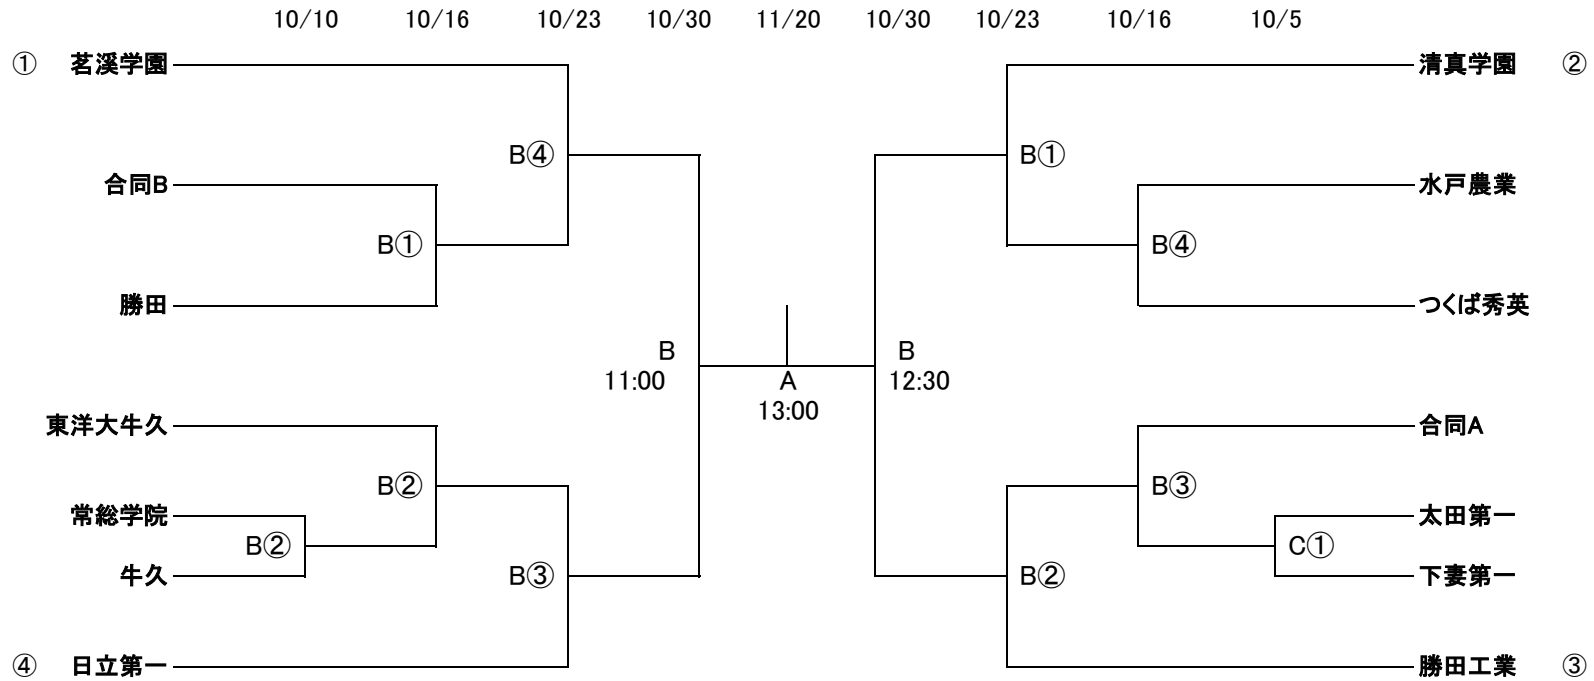 10/10 10/16 10/23 10/30 11/20 10/30 10/23 10/16 10/5
① 茗溪学園 清真学園 ②
B④ B①
合同B 水戸農業
B① B④
勝田 つくば秀英
B B
11:00 A 12:30
13:00
東洋大牛久 合同A
B② B③
常総学院 太田第一
B② C①
牛久 B③ B② 下妻第一
④ 日立第一 勝田工業 ③